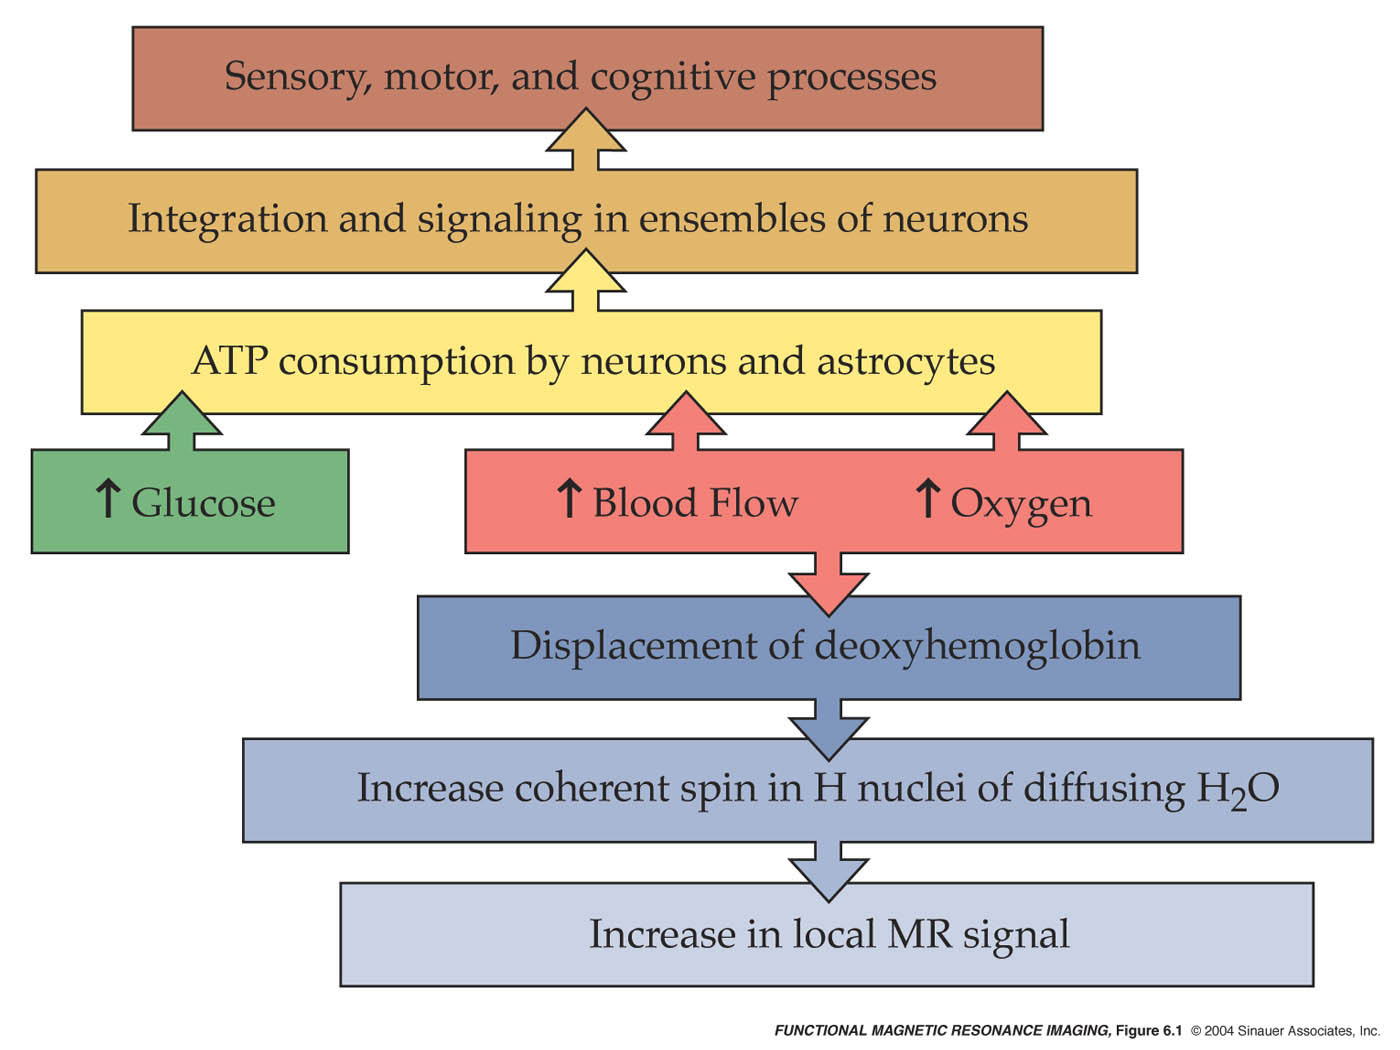 Sensory, motor, and cognitive processes
Integration and signaling in ensembles of neurons
ATP consumption by neurons and astrocytes
↑ Glucose
↑ Blood Flow ↑ Oxygen
Displacement of deoxyhemoglobin
Increase coherent spin in H nuclei of diffusing H₂O
Increase in local MR signal
FUNCTIONAL MAGNETIC RESONANCE IMAGING, Figure 6.1 © 2004 Sinauer Associates, Inc.